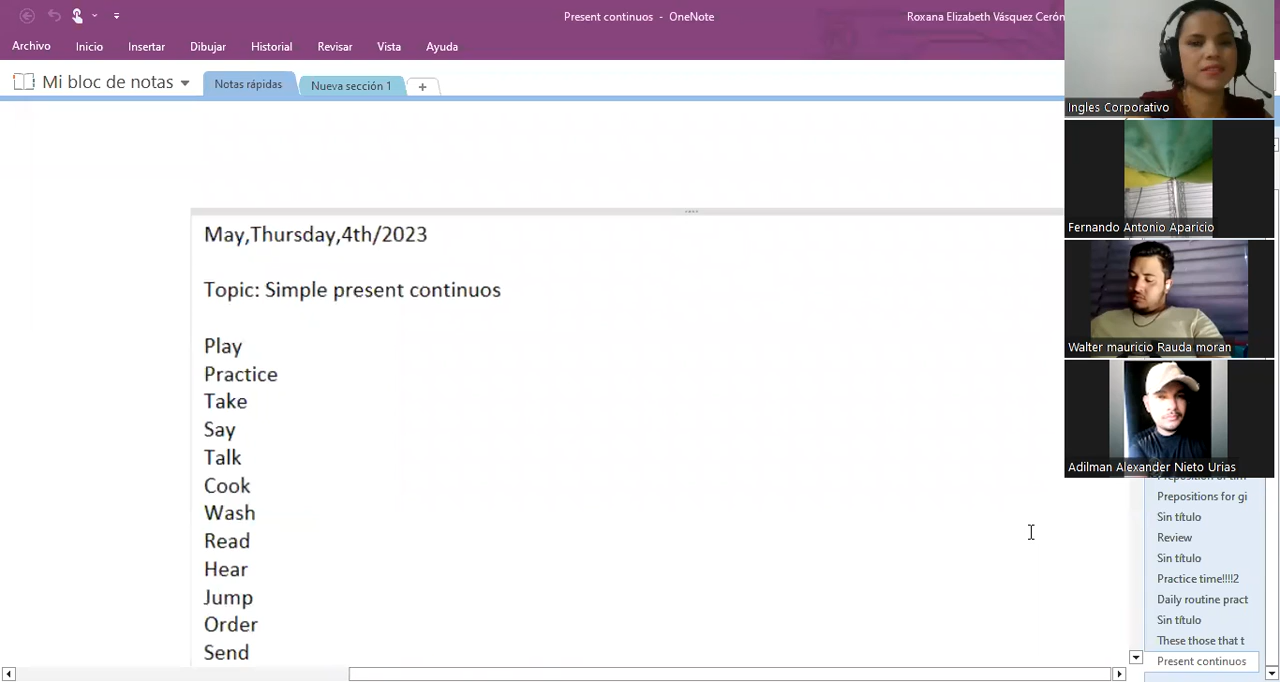 Present continuos - OneNote
Roxana Elizabeth Vásquez Cerón
Archivo Inicio Insertar Dibujar Historial Revisar Vista Ayuda
Mi bloc de notas Notas rápidas Nueva sección 1 +
Ingles Corporativo
Fernando Antonio Aparicio
Walter mauricio Rauda moran
Adilman Alexander Nieto Urias
May,Thursday,4th/2023
Topic: Simple present continuos
Play
Practice
Take
Say
Talk
Cook
Wash
Read
Hear
Jump
Order
Send
Preposition of tim
Prepositions for gi
Sin título
Review
Sin título
Practice time!!!!2
Daily routine pract
Sin título
These those that t
Present continuos